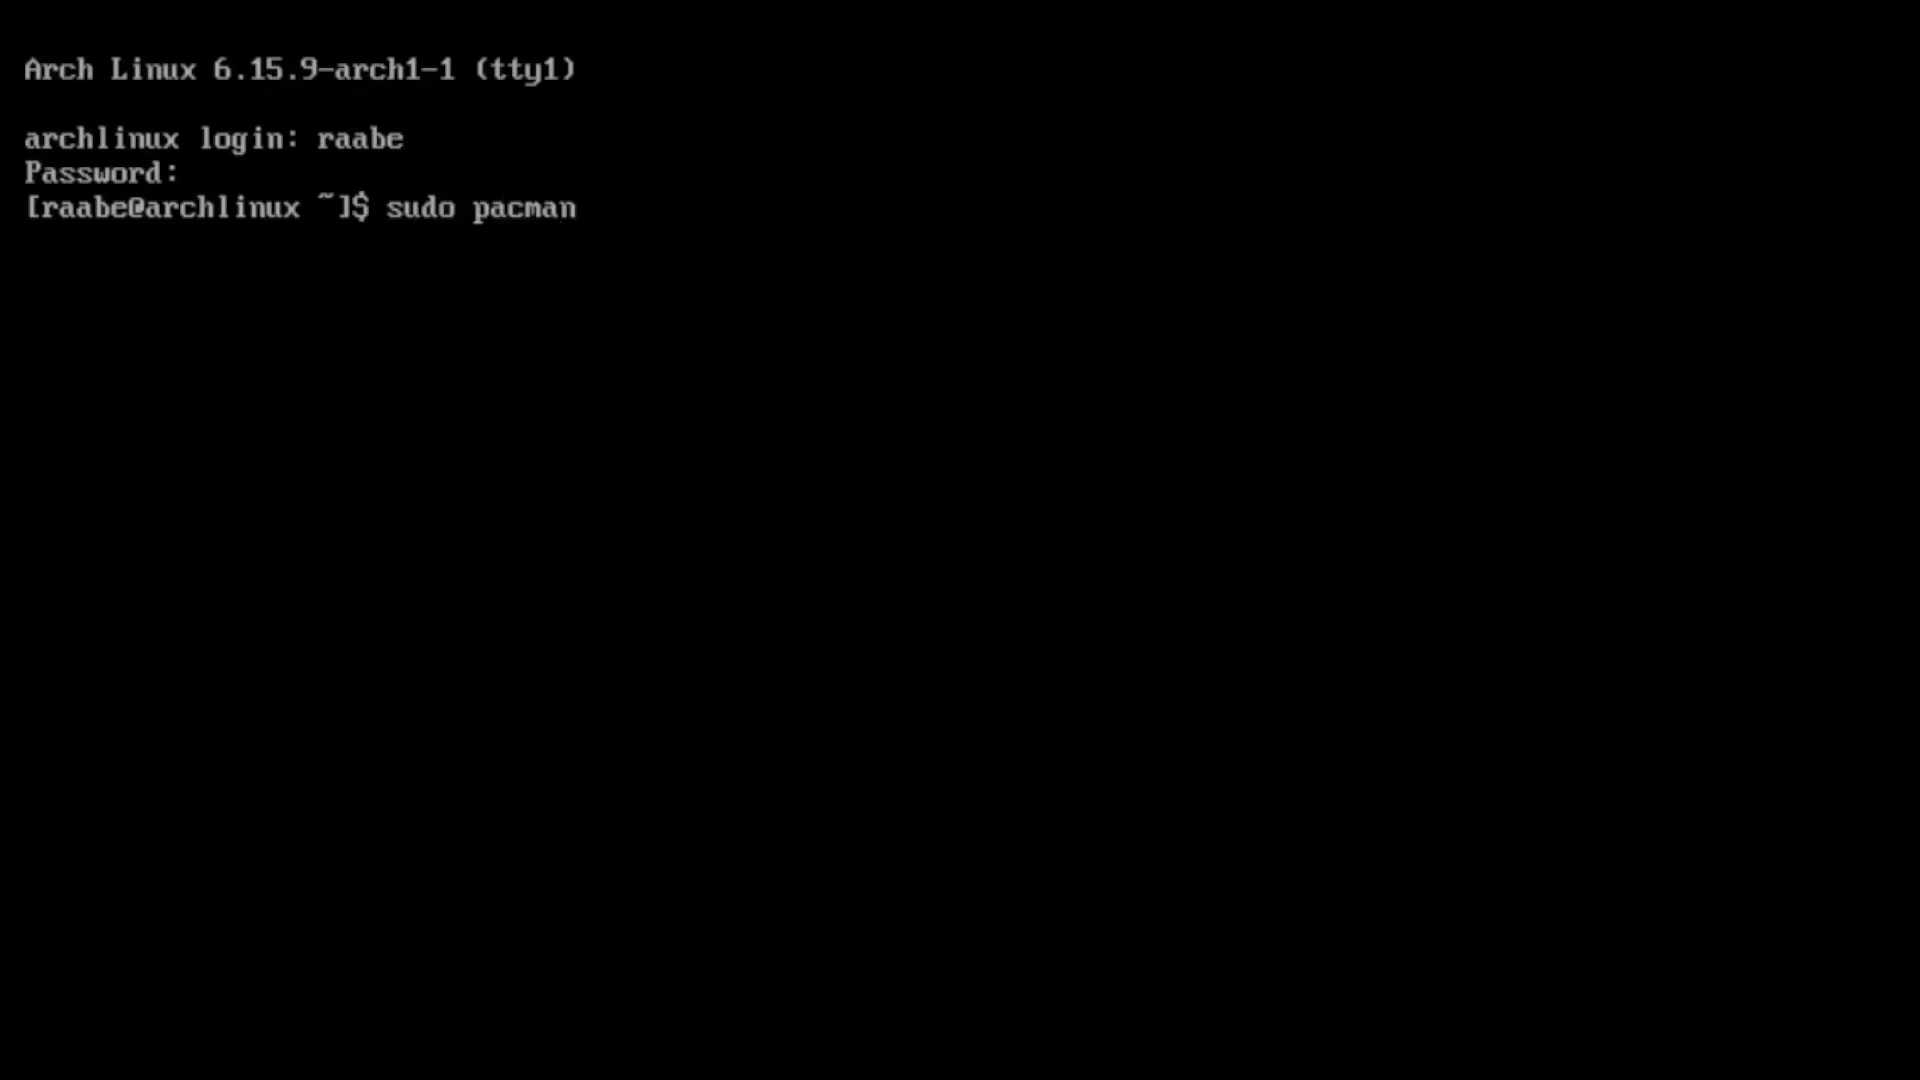 Arch Linux 6.15.9-arch1-1 (tty1)
archlinux login: raabe
Password:
[raabe@archlinux ~]$ sudo pacman